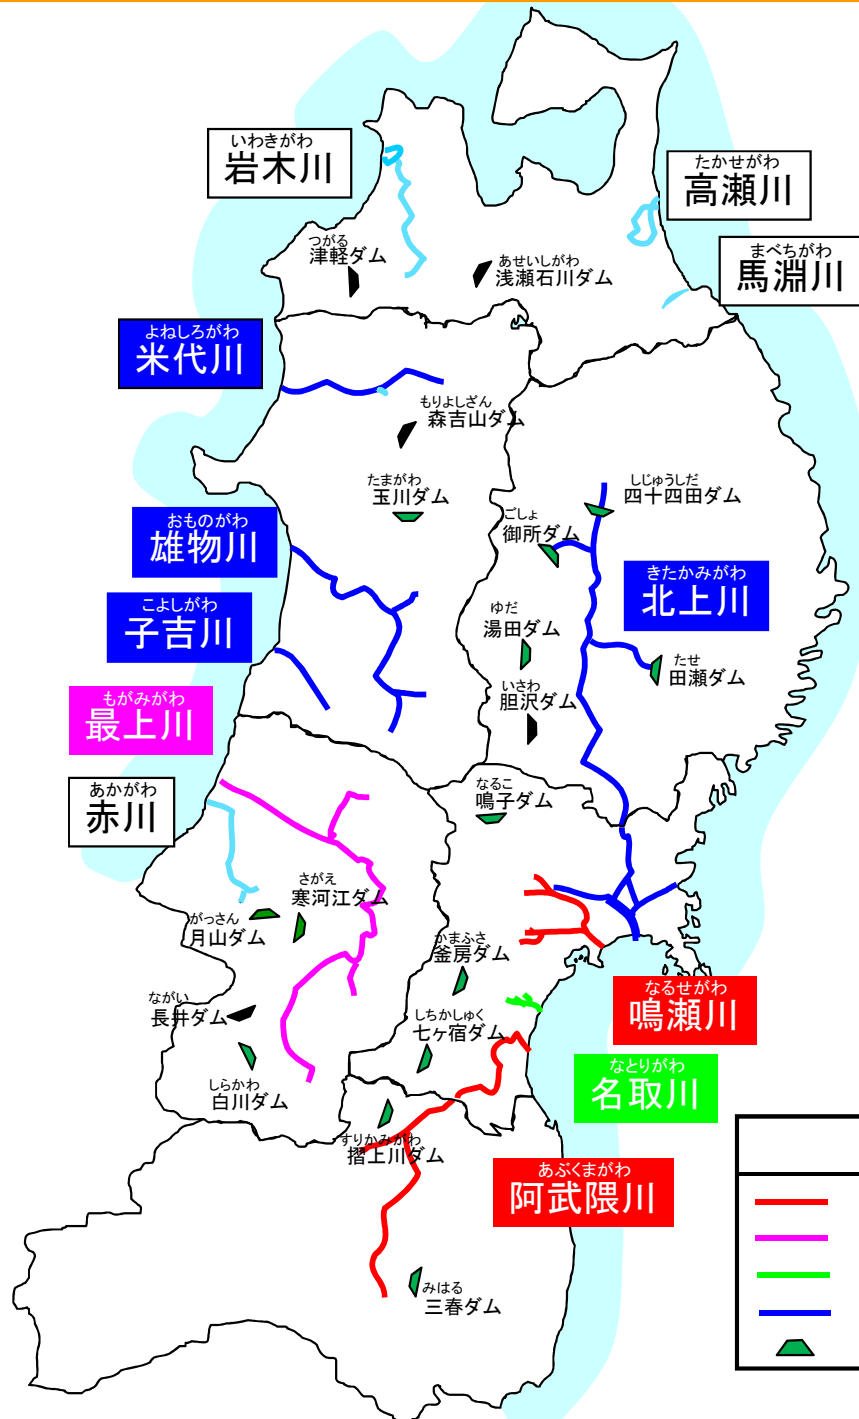 いわきがわ
岩木川
たかせがわ
高瀬川
まべちがわ
馬淵川
つがる
津軽ダム
あせいしがわ
浅瀬石川ダム
よねしろがわ
米代川
もりよしざん
森吉山ダム
たまがわ
玉川ダム
しじゅうしだ
四十四田ダム
ごしょ
御所ダム
おものがわ
雄物川
きたかみがわ
北上川
こよしがわ
子吉川
ゆだ
湯田ダム
たせ
田瀬ダム
いさわ
胆沢ダム
もがみがわ
最上川
あかがわ
赤川
なるこ
鳴子ダム
さがえ
寒河江ダム
がっさん
月山ダム
かまふさ
釜房ダム
ながい
長井ダム
しちかしゅく
七ヶ宿ダム
なるせがわ
鳴瀬川
なとりがわ
名取川
しらかわ
白川ダム
すりかみがわ
摺上川ダム
あぶくまがわ
阿武隈川
みはる
三春ダム